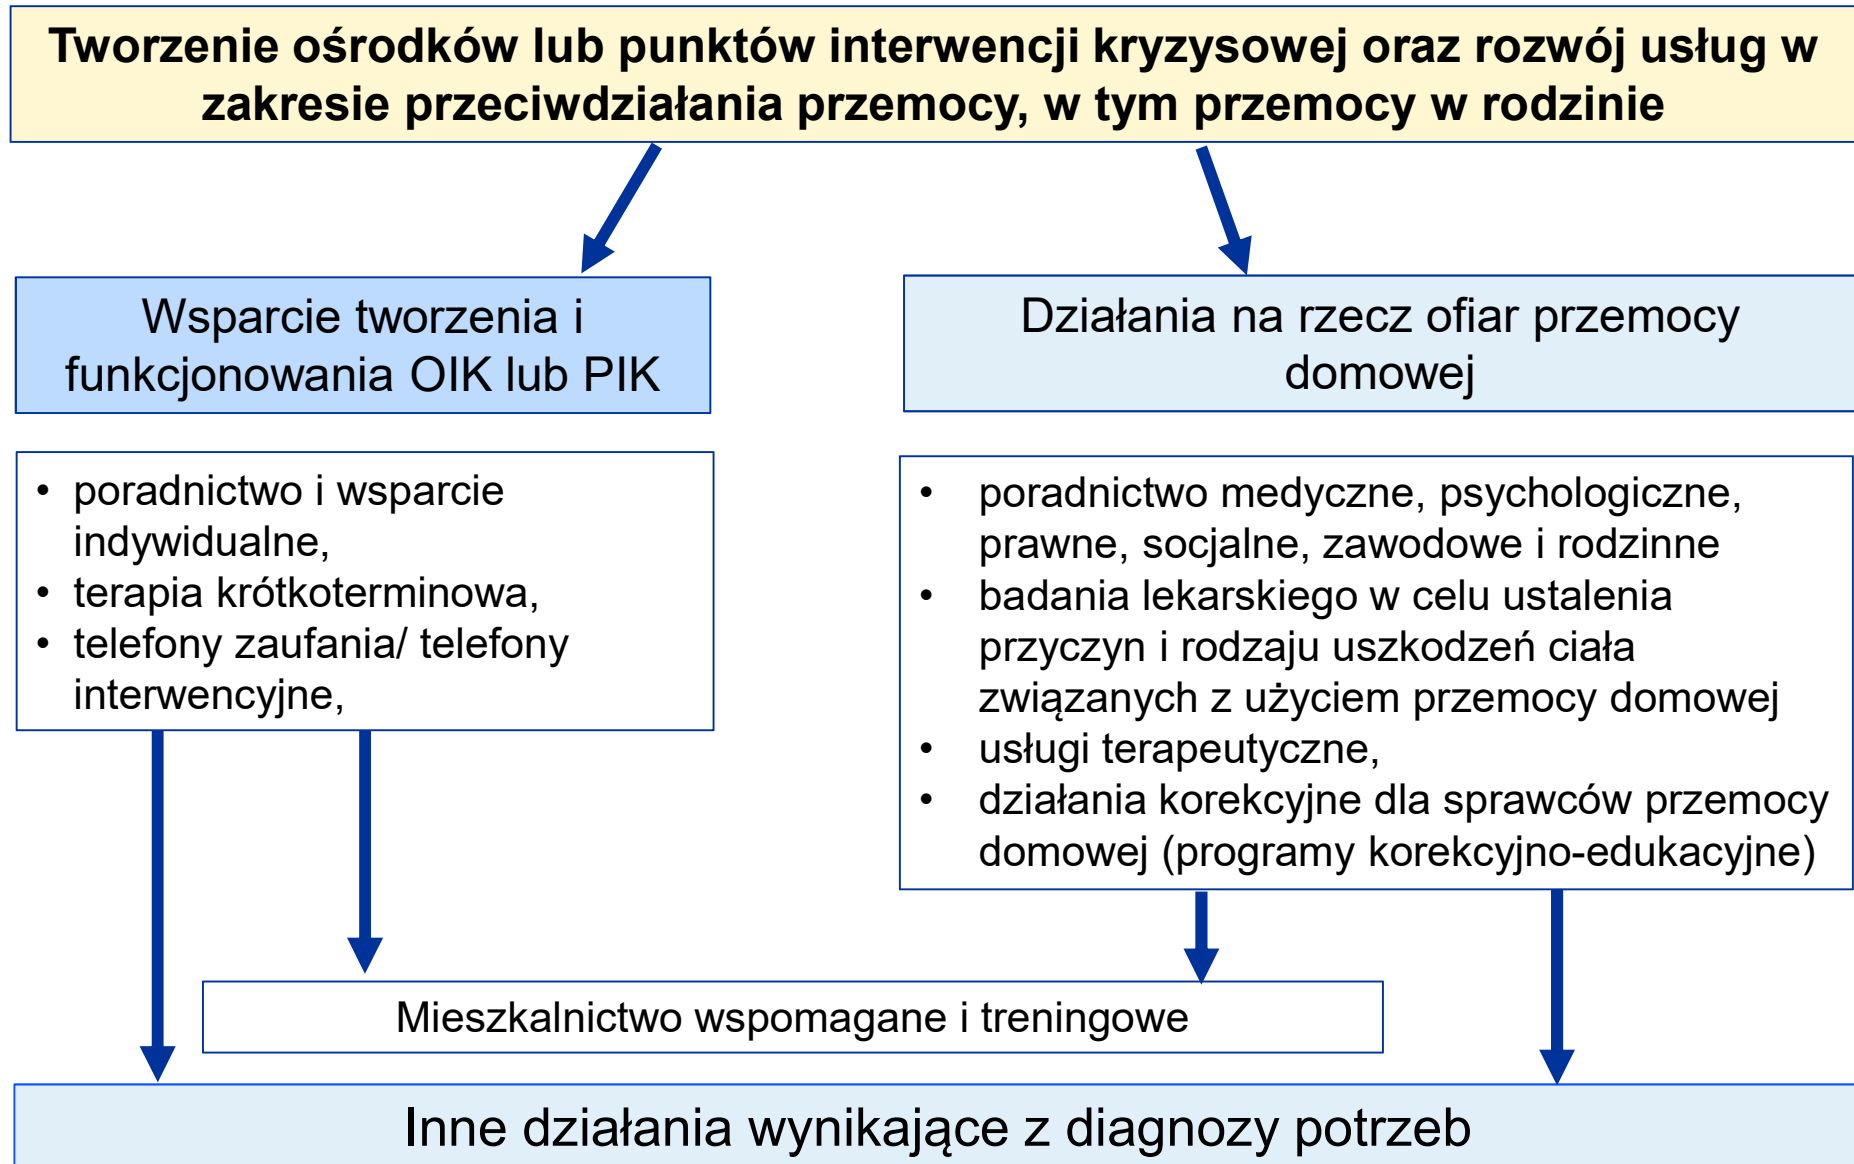 Tworzenie ośrodków lub punktów interwencji kryzysowej oraz rozwój usług w
zakresie przeciwdziałania przemocy, w tym przemocy w rodzinie
Wsparcie tworzenia i
funkcjonowania OIK lub PIK
Działania na rzecz ofiar przemocy
domowej
• poradnictwo i wsparcie
indywidualne,
• terapia krótkoterminowa,
• telefony zaufania/ telefony
interwencyjne,
• poradnictwo medyczne, psychologiczne,
prawne, socjalne, zawodowe i rodzinne
• badania lekarskiego w celu ustalenia
przyczyn i rodzaju uszkodzeń ciała
związanych z użyciem przemocy domowej
• usługi terapeutyczne,
• działania korekcyjne dla sprawców przemocy
domowej (programy korekcyjno-edukacyjne)
Mieszkalnictwo wspomagane i treningowe
Inne działania wynikające z diagnozy potrzeb